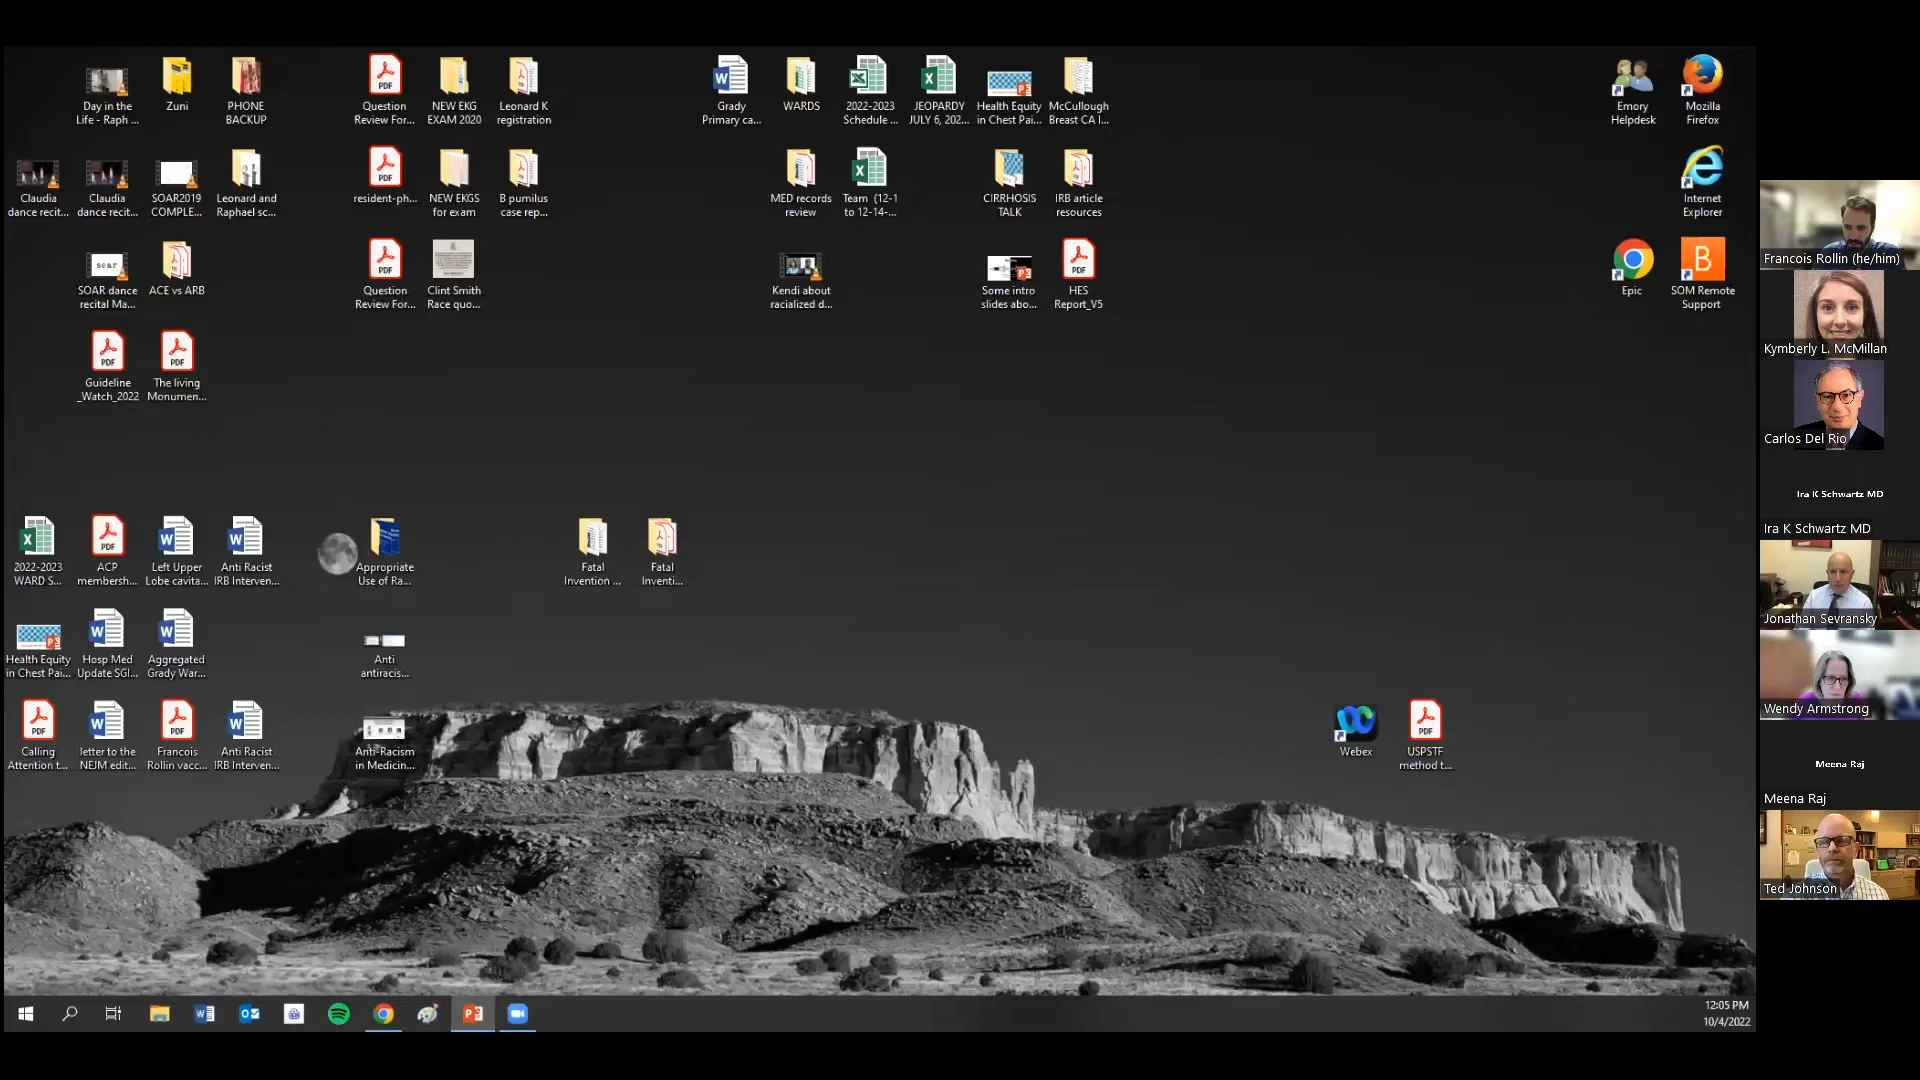 Day in the
Life - Raph ...
Zuni
PHONE
BACKUP
Question
Review For...
NEW EKG
EXAM 2020
Leonard K
registration
Grady
Primary ca...
WARDS
2022-2023
Schedule ...
JEOPARDY
JULY 6, 202...
Health Equity
in Chest Pai...
McCullough
Breast CA I...
Emory
Helpdesk
Mozilla
Firefox
Claudia
dance recit...
Claudia
dance recit...
SOAR2019
COMPLE...
Leonard and
Raphael sc...
resident-ph...
NEW EKGS
for exam
B pumilus
case rep...
MED records
review
Team (12-1
to 12-14-...
CIRRHOSIS
TALK
IRB article
resources
Internet
Explorer
soar
SOAR dance
recital Ma...
ACE vs ARB
Question
Review For...
Clint Smith
Race quo...
Kendi about
racialized d...
Some intro
slides abo...
HES
Report_V5
Epic
SOM Remote
Support
Guideline
_Watch_2022
The living
Monumen...
2022-2023
WARD S...
ACP
membersh...
Left Upper
Lobe cavita...
Anti Racist
IRB Interven...
Appropriate
Use of Ra...
Fatal
Invention ...
Fatal
Inventi...
Health Equity
in Chest Pai...
Hosp Med
Update SGI...
Aggregated
Grady War...
Anti
antiracis...
Calling
Attention t...
letter to the
NEJM edit...
Francois
Rollin vacc...
Anti Racist
IRB Interven...
Anti-Racism
in Medicin...
Webex
USPSTF
method t...
12:05 PM
10/4/2022
Francois Rollin (he/him)
Kymberly L. McMillan
Carlos Del Rio
Ira K Schwartz MD
Ira K Schwartz MD
Jonathan Sevransky
Wendy Armstrong
Meena Raj
Meena Raj
Ted Johnson